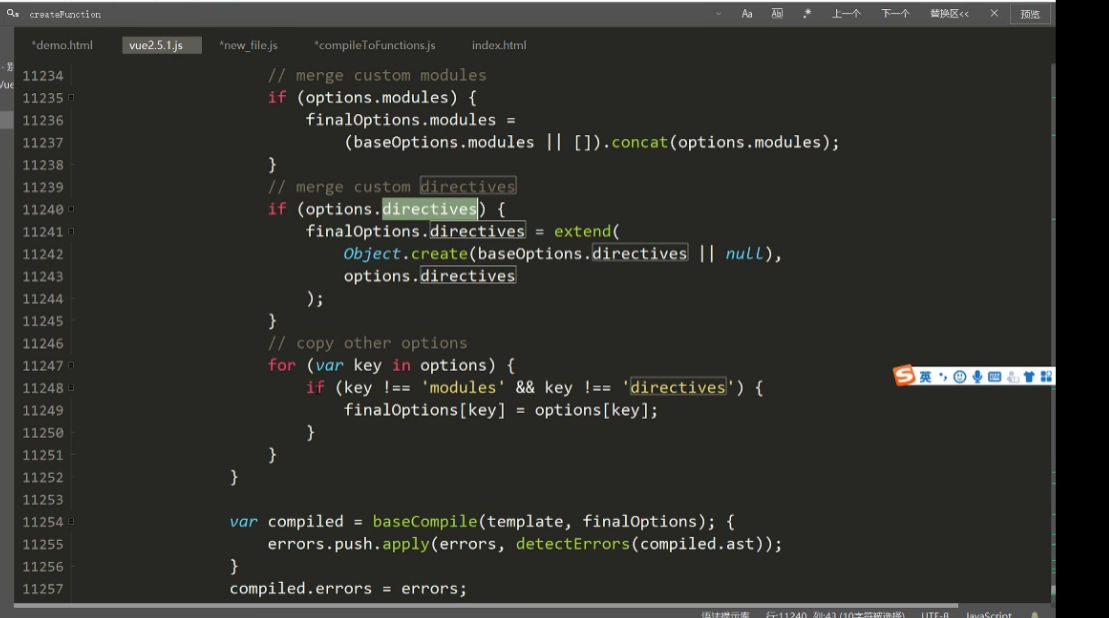 createFunction Aa Ab .* 上一个 下一个 替换区<< × 预览
*demo.html vue2.5.1.js *new_file.js *compileToFunctions.js index.html
11234 // merge custom modules
11235 if (options.modules) {
11236 finalOptions.modules =
11237 (baseOptions.modules || []).concat(options.modules);
11238 }
11239 // merge custom directives
11240 if (options.directives) {
11241 finalOptions.directives = extend(
11242 Object.create(baseOptions.directives || null),
11243 options.directives
11244 );
11245 }
11246 // copy other options
11247 for (var key in options) {
11248 if (key !== 'modules' && key !== 'directives') {
11249 finalOptions[key] = options[key];
11250 }
11251 }
11252 }
11253
11254 var compiled = baseCompile(template, finalOptions); {
11255 errors.push.apply(errors, detectErrors(compiled.ast));
11256 }
11257 compiled.errors = errors;
S 英
语法提示库 行:11240 列:43 (10字符被选择) UTF-8 JavaScript